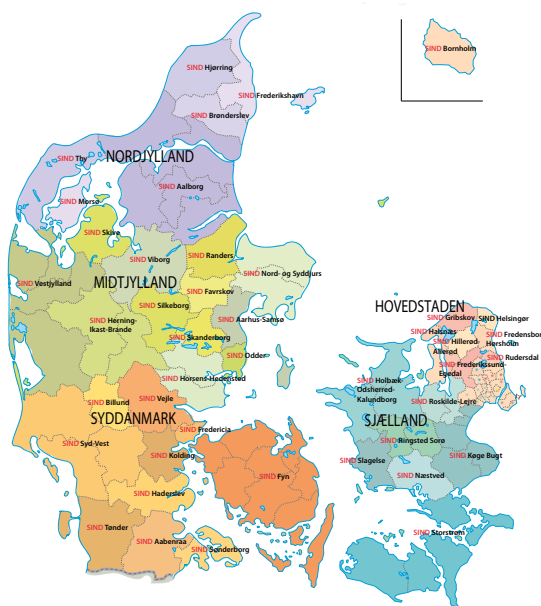 SIND Bornholm
SIND Hjørring
SIND Frederikshavn
SIND Brønderslev
NORDJYLLAND
SIND Thy
SIND Aalborg
SIND Morsø
SIND Skive
SIND Viborg
SIND Randers
SIND Nord- og Syddjurs
SIND Vestjylland
MIDTJYLLAND
SIND Favrskov
SIND Silkeborg
SIND Herning-
Ikast-Brande
SIND Aarhus-Samsø
SIND Skanderborg
SIND Odder
SIND Horsens-Hedensted
HOVEDSTADEN
SIND Gribskov
SIND Helsingør
SIND Halsnæs
SIND Fredensborg
Hørsholm
SIND Hillerød-
Allerød
SIND Rudersdal
SIND Frederikssund-
Egedal
SIND Holbæk-
Odsherred-
Kalundborg
SIND Roskilde-Lejre
SJÆLLAND
SIND Ringsted Sorø
SIND Køge Bugt
SIND Slagelse
SIND Næstved
SIND Storstrøm
SIND Billund
SIND Vejle
SYDDANMARK
SIND Fredericia
SIND Syd-Vest
SIND Kolding
SIND Fyn
SIND Haderslev
SIND Tønder
SIND Aabenraa
SIND Sønderborg